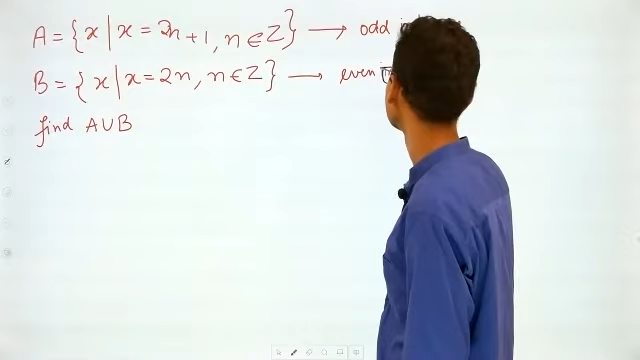 A = { x | x = 2n + 1, n ∈ Z } → odd
B = { x | x = 2n, n ∈ Z } → even
find A ∪ B